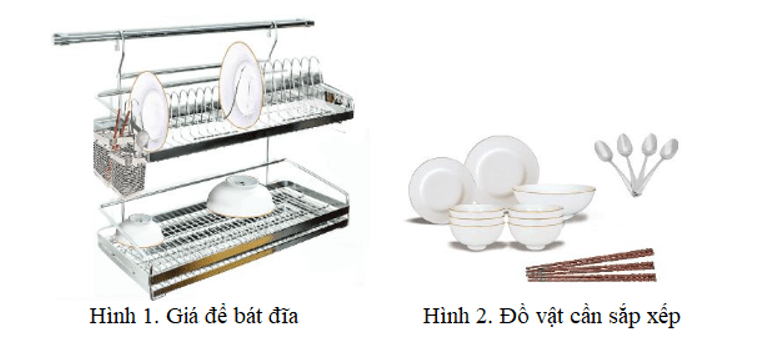 Hình 1. Giá để bát đĩa
Hình 2. Đồ vật cần sắp xếp